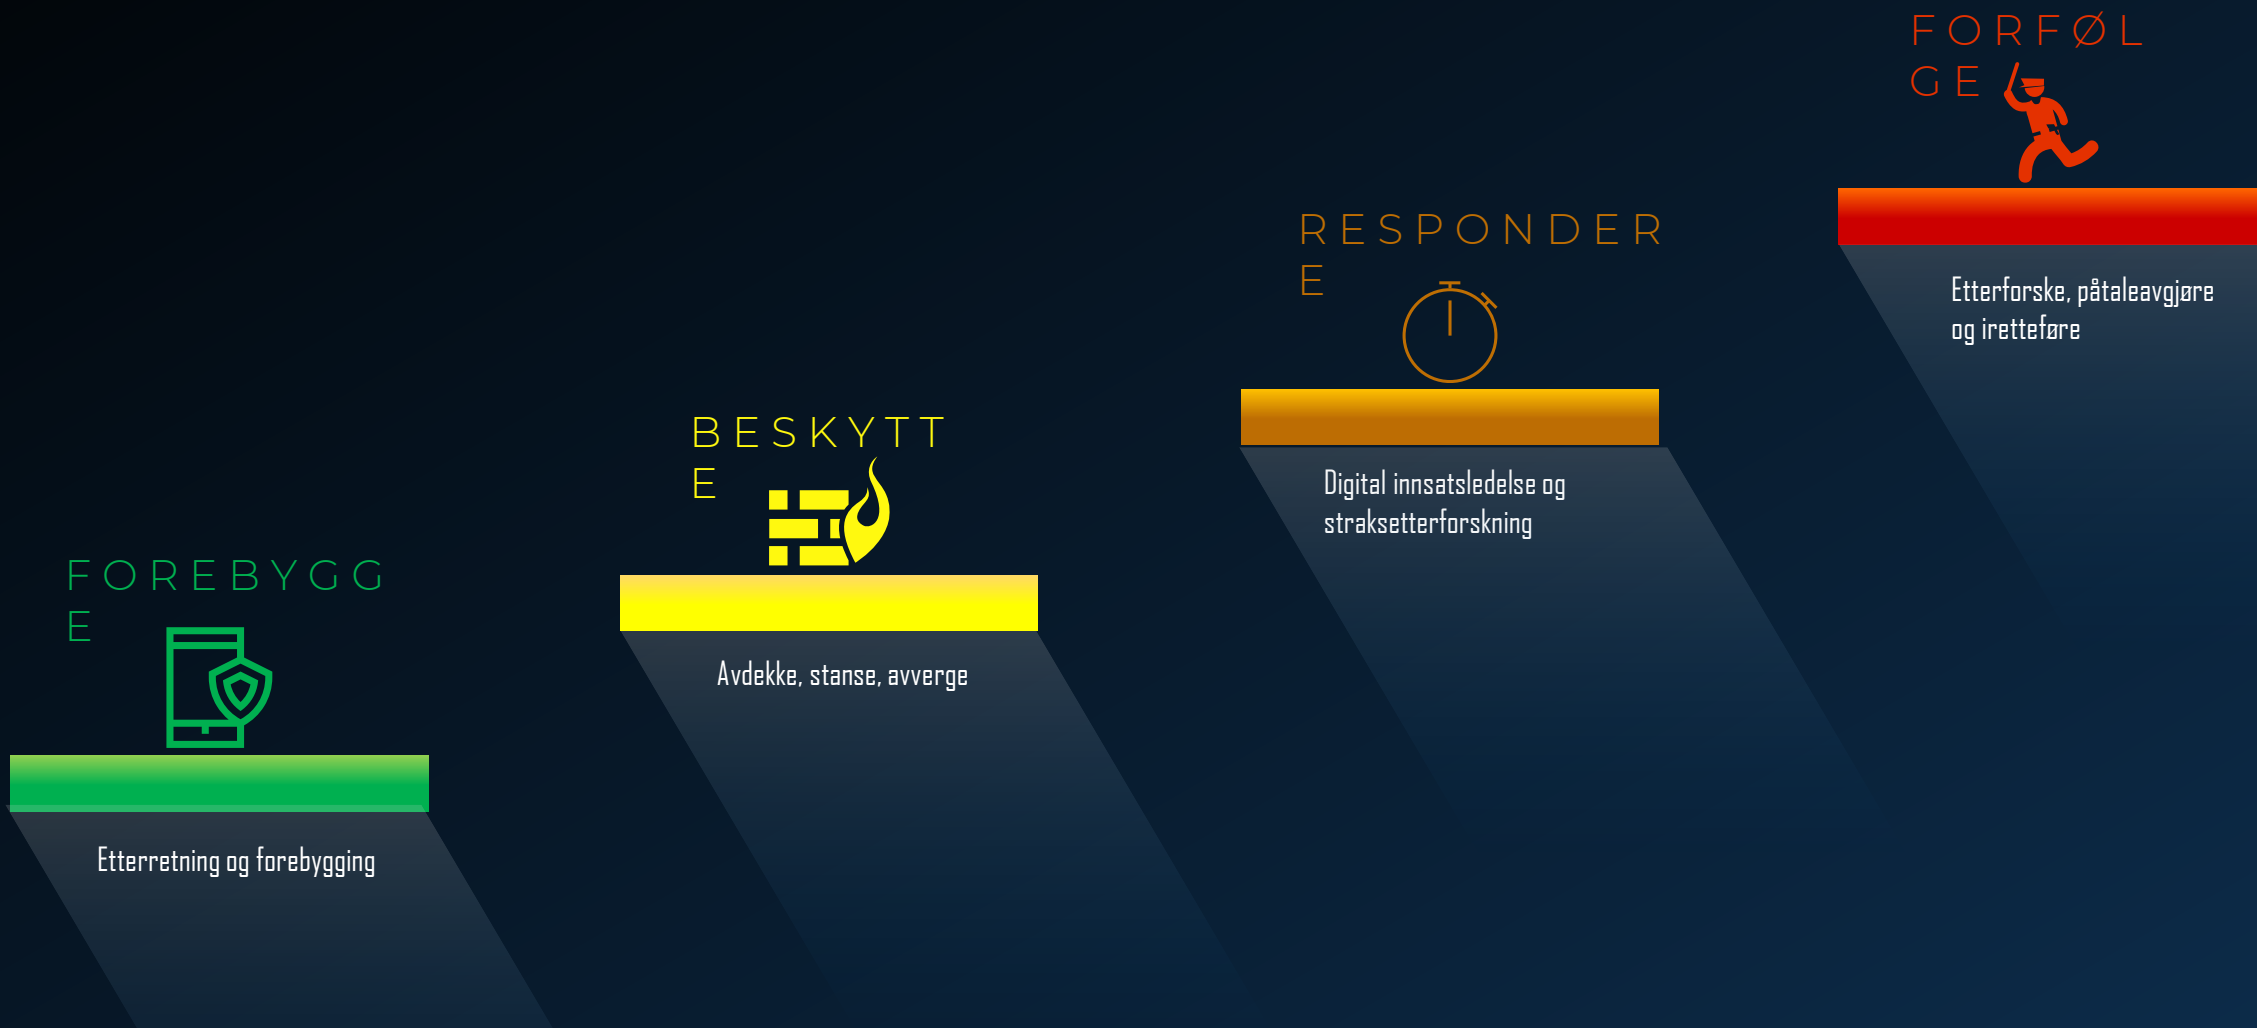 FOREBYGG
E
Etterretning og forebygging
BESKYTT
E
Avdekke, stanse, avverge
RESPONDER
E
Digital innsatsledelse og
straksetterforskning
FORFØL
GE
Etterforske, påtaleavgjøre
og iretteføre